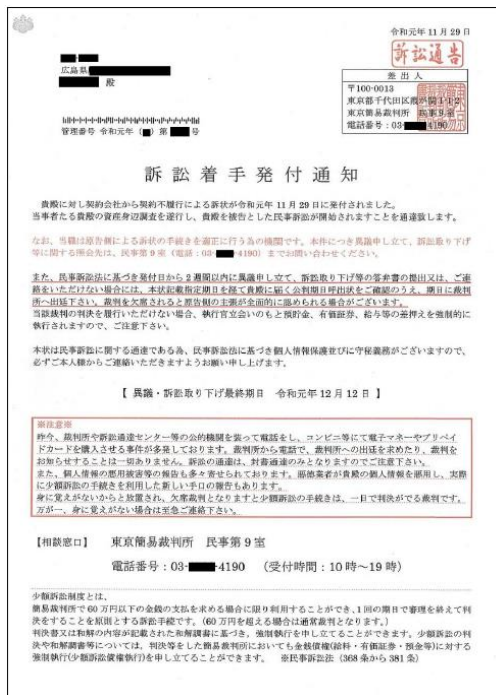 令和元年11月29日
訴訟通告
広島県
殿
差出人
〒100-0013
東京都千代田区霞が関1-1-2
東京簡易裁判所 民事9室
電話番号:03- 4190
管理番号 令和元年( )第 号
訴訟着手発付通知
貴殿に対し契約会社から契約不履行による訴状が令和元年11月29日に発付されました。
当事者たる貴殿の資産身辺調査を遂行し、貴殿を被告とした民事訴訟が開始されますことを通達致します。
なお、当職は原告側による訴状の手続きを適正に行う為の機関です。本件につき異議申し立て、訴訟取り下げ
等に関する照会先は、民事9室(電話番号:03- 4190)までお問い合わせください。
また、民事訴訟法に基づき発付日から2週間以内に異議申し立て、訴訟取り下げ等の答弁書の提出又は、ご連
絡をいただけない場合には、本状記載指定期日を経て貴殿に届く公判期日呼出状をご確認のうえ、期日に裁判
所へ出廷下さい。裁判を欠席されると原告側の主張が全面的に認められる場合がございます。
当該裁判の判決を履行いただけない場合、執行官立会いのもと預貯金、有価証券、給与等の差押えを強制的に
執行されますので、ご注意下さい。
本状は民事訴訟に関する通達である為、民事訴訟法に基づき個人情報保護並びに守秘義務がございますので、
必ずご本人様からご連絡いただきますようお願い申し上げます。
【 異議・訴訟取り下げ最終期日 令和元年12月12日 】
※注意※
昨今、裁判所や訴訟通達センター等の公的機関を装って電話をし、コンビニ等にて電子マネーやプリペイ
ドカードを購入させる事件が多発しております。裁判所から電話で、裁判所への出廷を求めたり、裁判を
お知らせすることは一切ありません。訴訟の通達は、封書通達のみとなりますのでご注意下さい。
また、個人情報の悪用被害等の報告も多々寄せられております。悪徳業者が貴殿の個人情報を悪用し、実際
に少額訴訟の手続きを利用した新しい手口の報告もあります。
身に覚えがないからと放置され、欠席裁判となりますと少額訴訟の手続きは、一日で判決がでる裁判です。
万が一、身に覚えがない場合は至急ご連絡下さい。
【相談窓口】 東京簡易裁判所 民事第9室
電話番号:03- 4190 (受付時間:10時~19時)
少額訴訟制度とは、
簡易裁判所で60万円以下の金銭の支払を求める場合に限り利用することができ、1回の期日で審理を終えて判
決をすることを原則とする訴訟手続です。(60万円を超える場合は通常裁判となります。)
判決書又は和解の内容が記載された和解調書に基づき、強制執行を申し立てることができます。少額訴訟の判
決や和解調書等については、判決等をした簡易裁判所においても金銭債権(給料・有価証券・預金等)に対する
強制執行(少額訴訟債権執行)を申し立てることができます。 ※民事訴訟法(368条から381条)